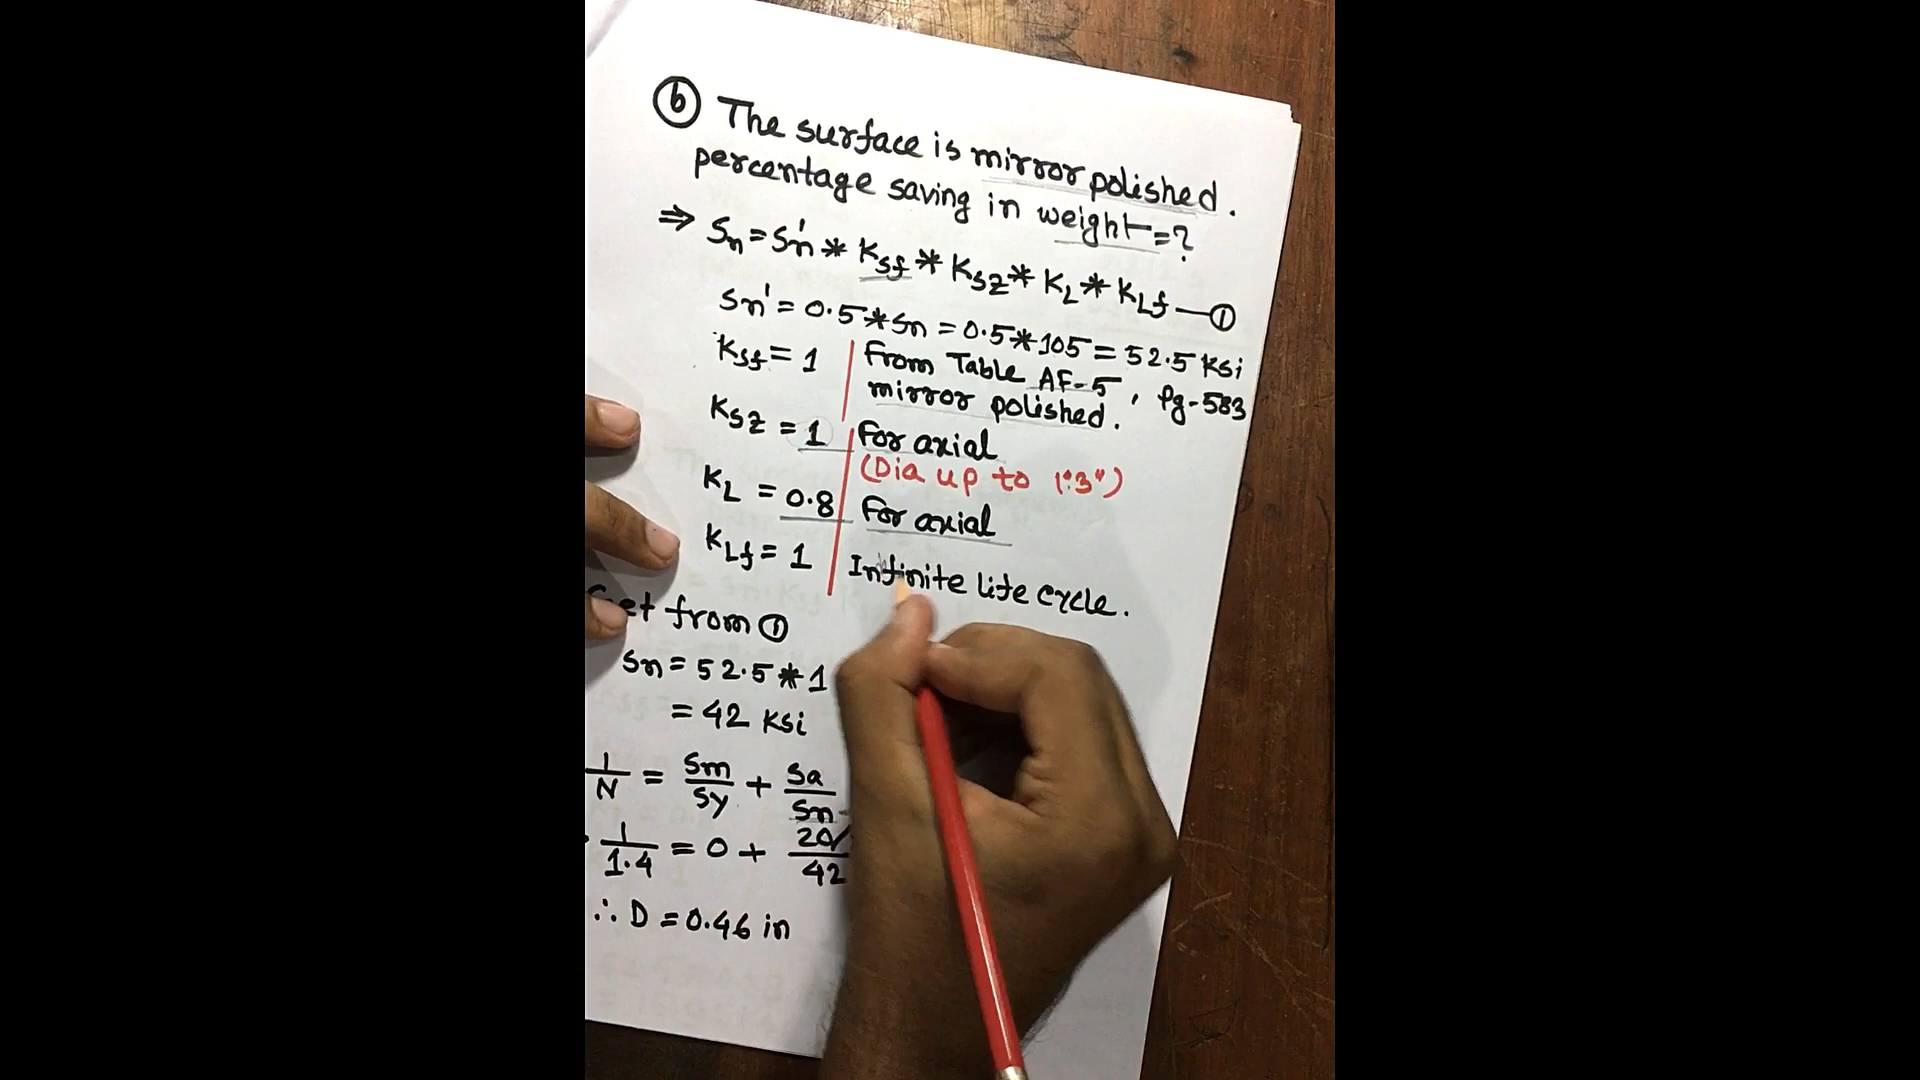 b The surface is mirror polished.
percentage saving in weight = ?
⇒ Sn = Sn' * Ksf * Ksz * KL * KLf — 1
Sn' = 0.5 * Sn = 0.5 * 105 = 52.5 Ksi
Ksf = 1 | From Table AF-5, Pg-583
mirror polished.
Ksz = 1 | For axial
(Dia up to 1.3")
KL = 0.8 | For axial
KLf = 1 | Infinite life cycle.
from 1
Sn = 52.5 * 1
= 42 Ksi
1/N = Sm/Sy + Sa/Sn
1/1.4 = 0 + 20/ /42
∴ D = 0.46 in